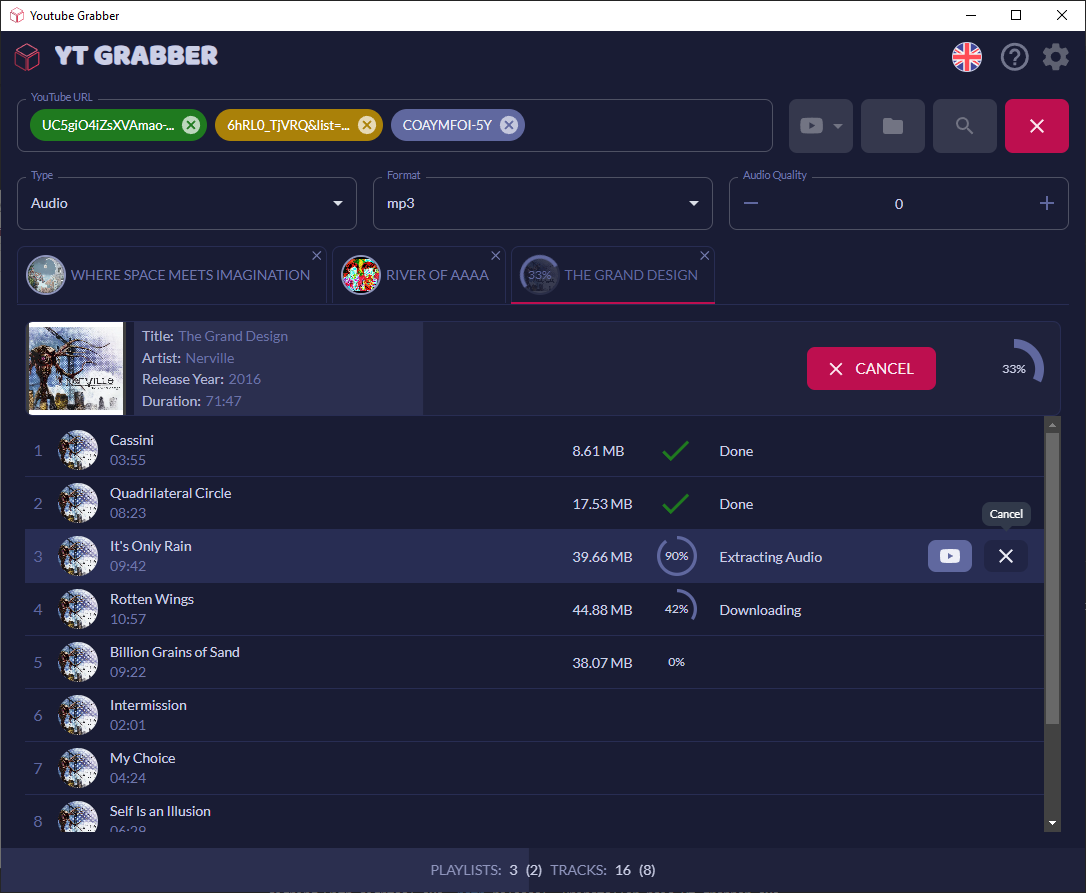 Youtube Grabber
YT GRABBER
YouTube URL
UC5giO4iZsXVAmao-... 6hRL0_TjVRQ&list=... COAYMFOI-5Y
Type Format Audio Quality
Audio mp3 0
WHERE SPACE MEETS IMAGINATION RIVER OF AAAA 33% THE GRAND DESIGN
Title: The Grand Design
Artist: Nerville
Release Year: 2016
Duration: 71:47
CANCEL 33%
1 Cassini 8.61 MB Done
03:55
2 Quadrilateral Circle 17.53 MB Done
08:23
Cancel
3 It's Only Rain 39.66 MB 90% Extracting Audio
09:42
4 Rotten Wings 44.88 MB 42% Downloading
10:57
5 Billion Grains of Sand 38.07 MB 0%
09:22
6 Intermission
02:01
7 My Choice
04:24
8 Self Is an Illusion
06:29
PLAYLISTS: 3 (2) TRACKS: 16 (8)